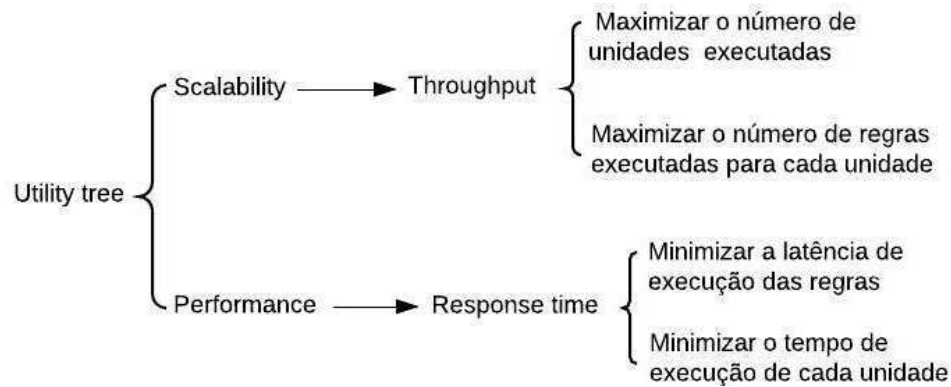 Utility tree
Scalability
Throughput
Maximizar o número de
unidades executadas
Maximizar o número de regras
executadas para cada unidade
Performance
Response time
Minimizar a latência de
execução das regras
Minimizar o tempo de
execução de cada unidade